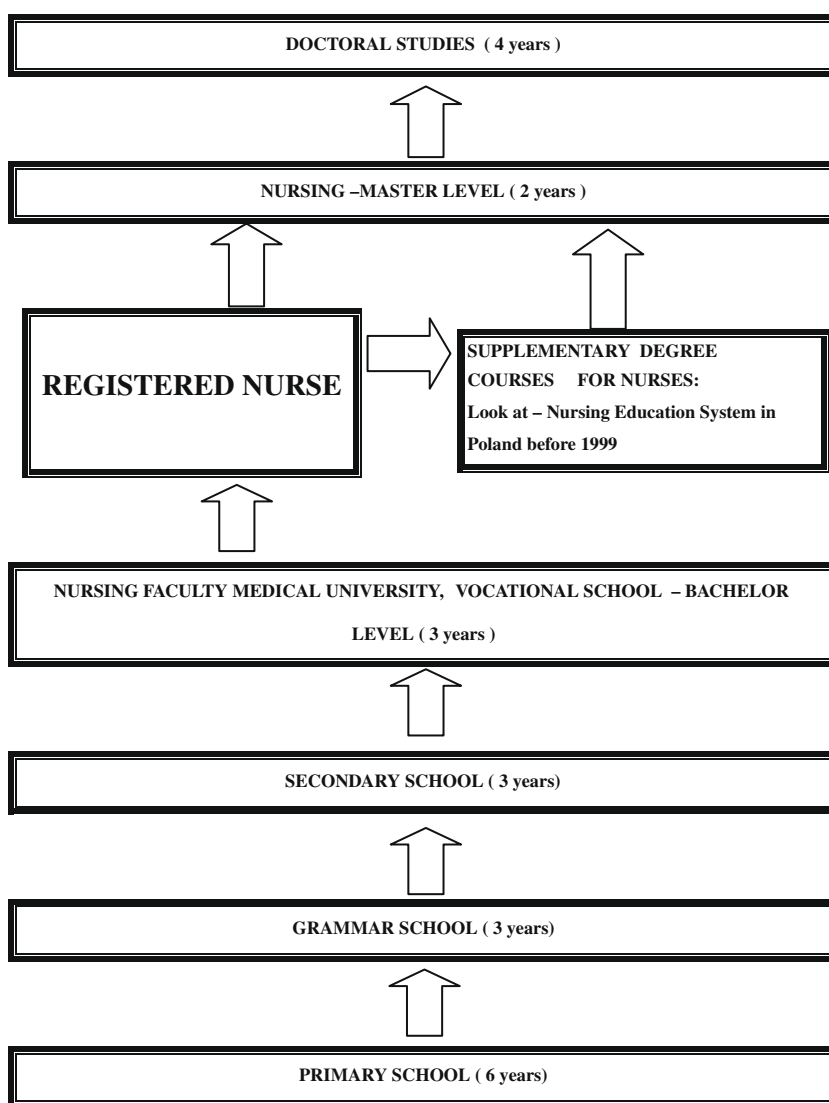 DOCTORAL STUDIES ( 4 years )
NURSING –MASTER LEVEL ( 2 years )
REGISTERED NURSE
SUPPLEMENTARY DEGREE
COURSES FOR NURSES:
Look at – Nursing Education System in
Poland before 1999
NURSING FACULTY MEDICAL UNIVERSITY, VOCATIONAL SCHOOL – BACHELOR
LEVEL ( 3 years )
SECONDARY SCHOOL ( 3 years)
GRAMMAR SCHOOL ( 3 years)
PRIMARY SCHOOL ( 6 years)